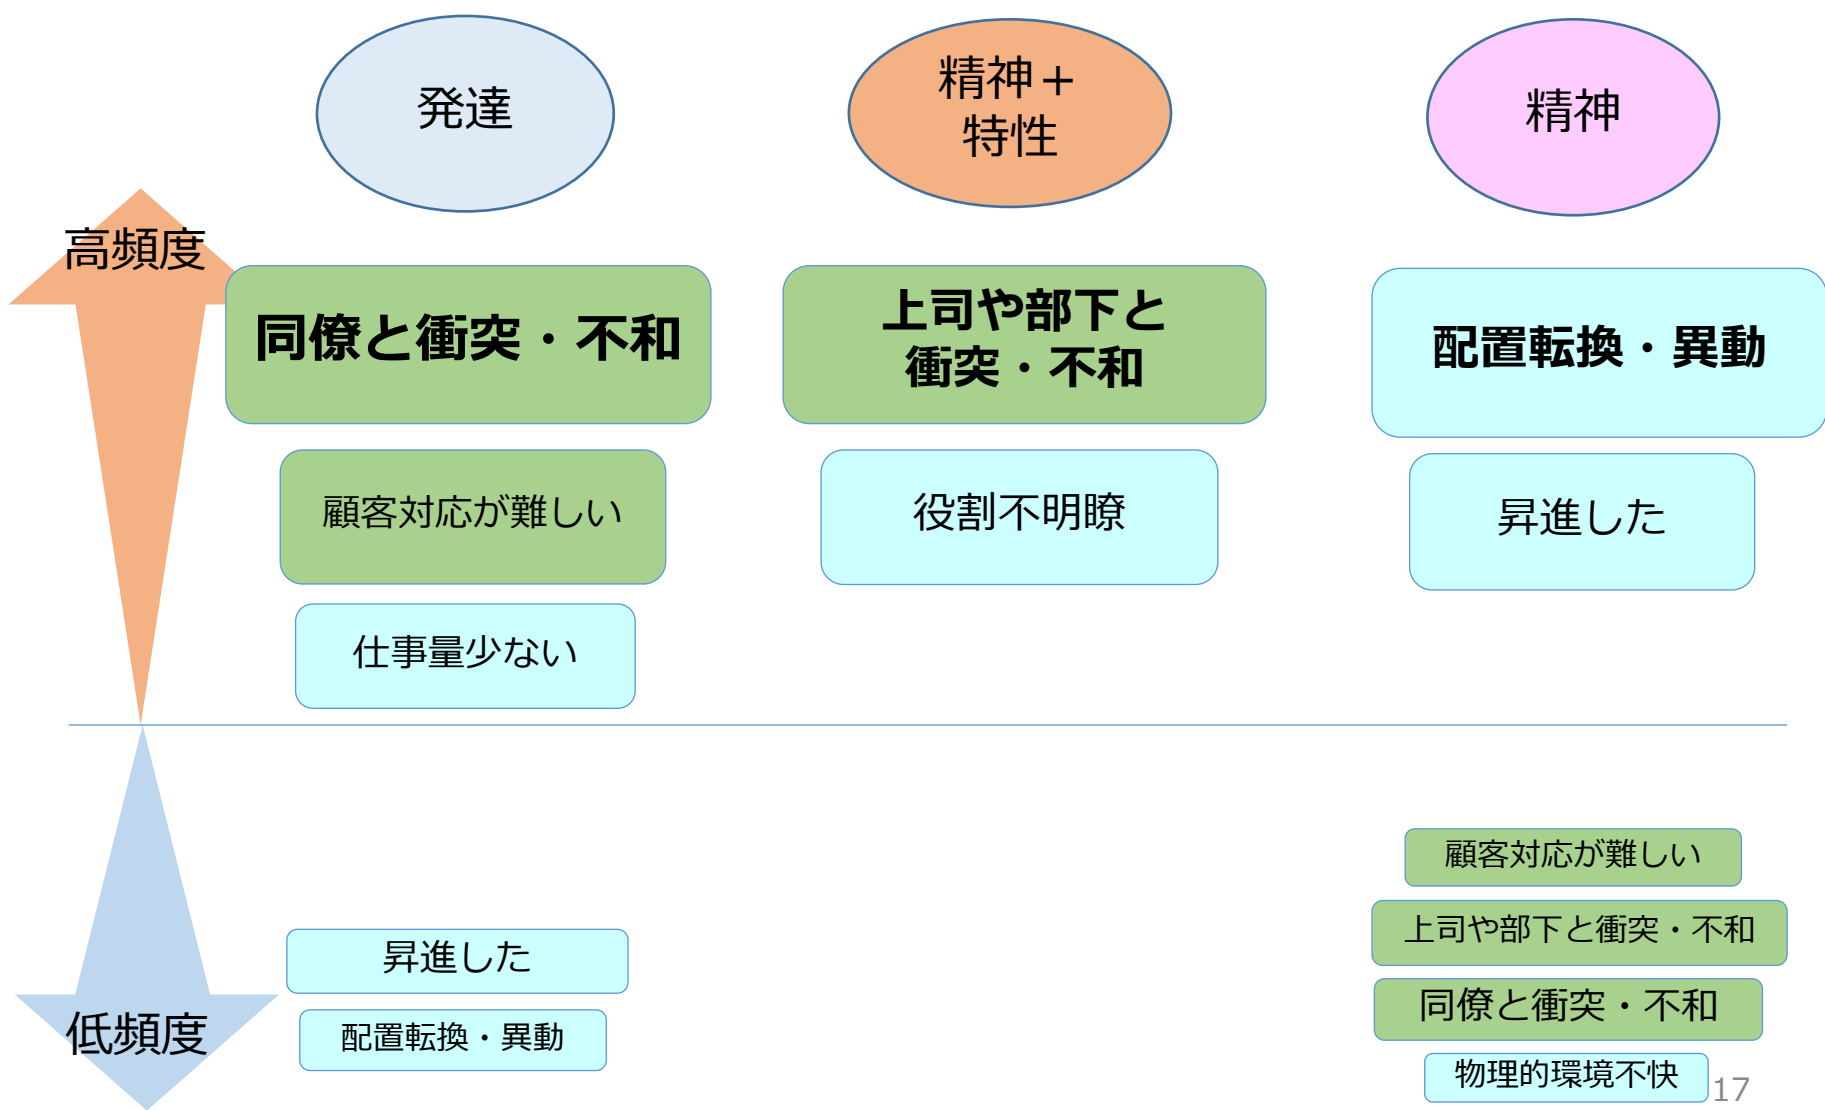 発達
精神＋
特性
精神
高頻度
同僚と衝突・不和
上司や部下と
衝突・不和
配置転換・異動
顧客対応が難しい
役割不明瞭
昇進した
仕事量少ない
顧客対応が難しい
上司や部下と衝突・不和
昇進した
同僚と衝突・不和
低頻度
配置転換・異動
物理的環境不快
17